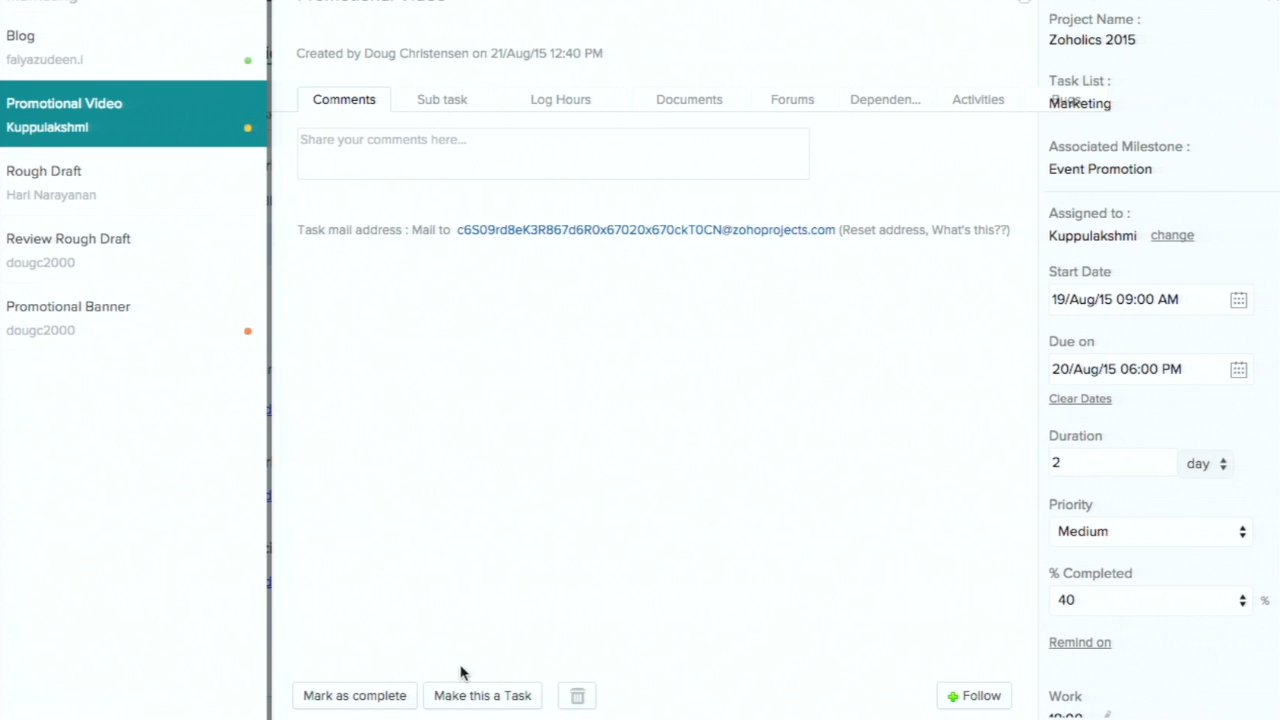 Marketing
Blog
falyazudeen.i
Promotional Video
Kuppulakshmi
Rough Draft
Hari Narayanan
Review Rough Draft
dougc2000
Promotional Banner
dougc2000
Promotional Video
Created by Doug Christensen on 21/Aug/15 12:40 PM
Comments Sub task Log Hours Documents Forums Dependen... Activities
Share your comments here...
Task mail address : Mail to c6S09rd8eK3R867d6R0x67020x670ckT0CN@zohoprojects.com (Reset address, What's this??)
Mark as complete Make this a Task Follow
Project Name :
Zoholics 2015
Task List :
Marketing
Associated Milestone :
Event Promotion
Assigned to :
Kuppulakshmi change
Start Date
19/Aug/15 09:00 AM
Due on
20/Aug/15 06:00 PM
Clear Dates
Duration
2 day
Priority
Medium
% Completed
40 %
Remind on
Work